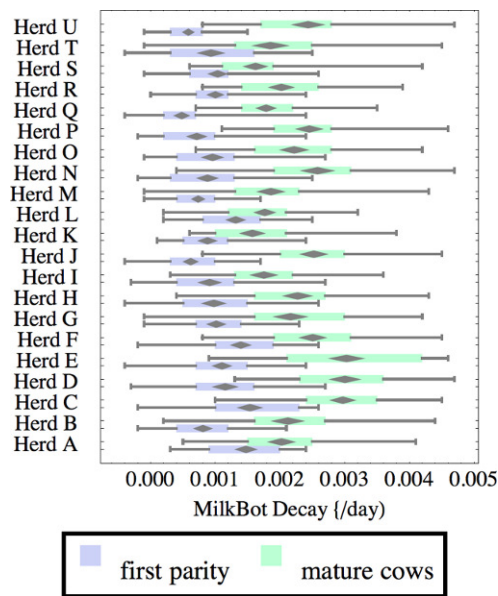 Herd U
Herd T
Herd S
Herd R
Herd Q
Herd P
Herd O
Herd N
Herd M
Herd L
Herd K
Herd J
Herd I
Herd H
Herd G
Herd F
Herd E
Herd D
Herd C
Herd B
Herd A
0.000 0.001 0.002 0.003 0.004 0.005
MilkBot Decay {/day)
first parity mature cows